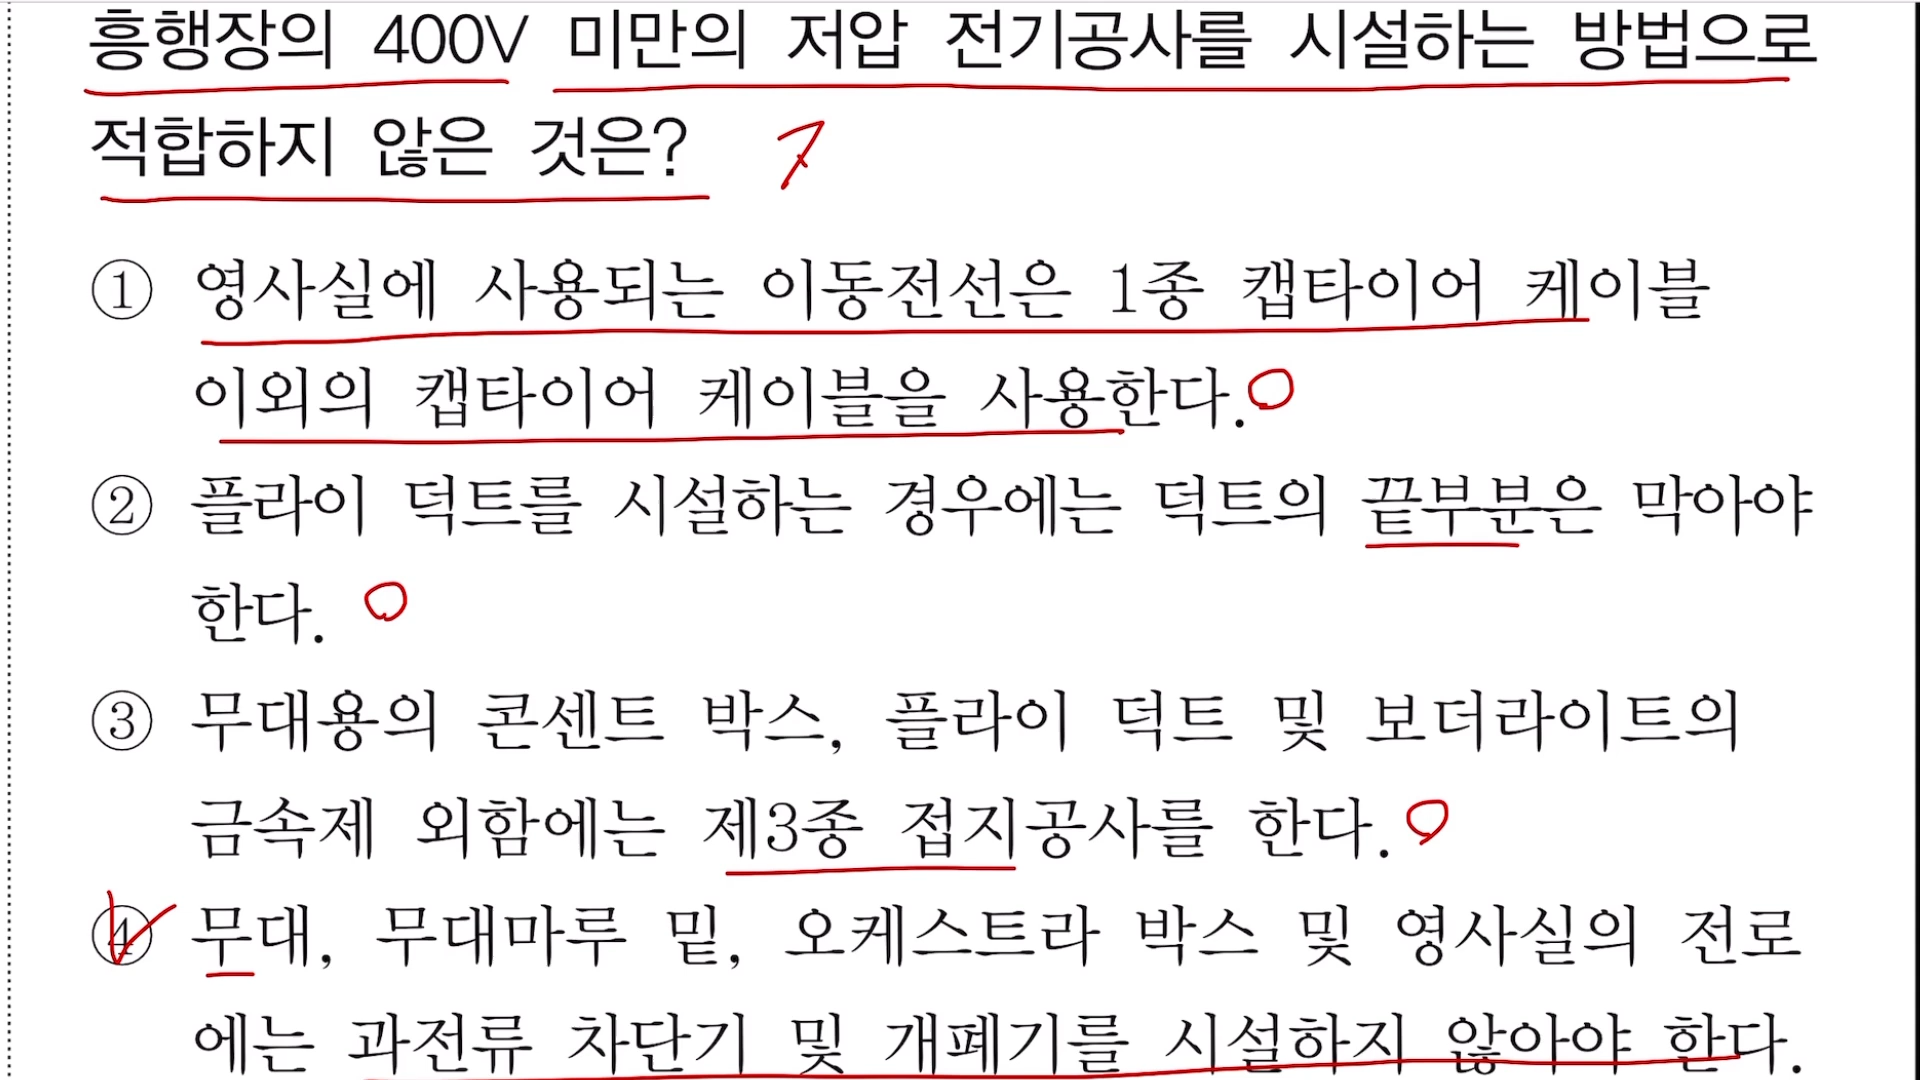 흥행장의 400V 미만의 저압 전기공사를 시설하는 방법으로
적합하지 않은 것은?
① 영사실에 사용되는 이동전선은 1종 캡타이어 케이블
이외의 캡타이어 케이블을 사용한다.
② 플라이 덕트를 시설하는 경우에는 덕트의 끝부분은 막아야
한다.
③ 무대용의 콘센트 박스, 플라이 덕트 및 보더라이트의
금속제 외함에는 제3종 접지공사를 한다.
④ 무대, 무대마루 밑, 오케스트라 박스 및 영사실의 전로
에는 과전류 차단기 및 개폐기를 시설하지 않아야 한다.